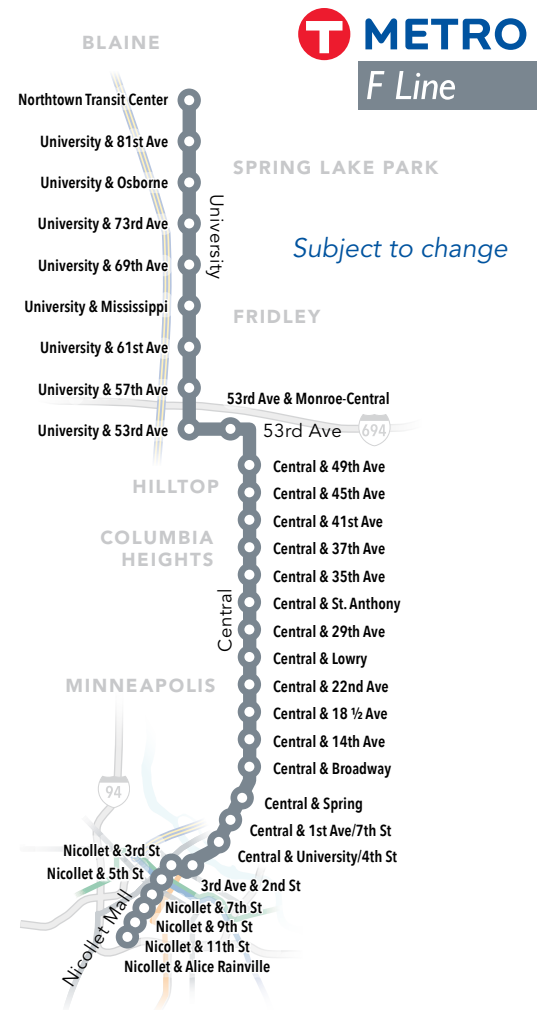 T METRO
F Line
BLAINE
Northtown Transit Center
University & 81st Ave
SPRING LAKE PARK
University & Osborne
University & 73rd Ave
University
Subject to change
University & 69th Ave
University & Mississippi
FRIDLEY
University & 61st Ave
University & 57th Ave
53rd Ave & Monroe-Central
University & 53rd Ave
53rd Ave
694
Central & 49th Ave
HILLTOP
Central & 45th Ave
Central & 41st Ave
COLUMBIA
HEIGHTS
Central & 37th Ave
Central & 35th Ave
Central & St. Anthony
Central
Central & 29th Ave
Central & Lowry
MINNEAPOLIS
Central & 22nd Ave
Central & 18 ½ Ave
Central & 14th Ave
Central & Broadway
94
Central & Spring
Central & 1st Ave/7th St
Nicollet & 3rd St
Central & University/4th St
Nicollet & 5th St
3rd Ave & 2nd St
Nicollet & 7th St
Nicollet & 9th St
Nicollet Mall
Nicollet & 11th St
Nicollet & Alice Rainville